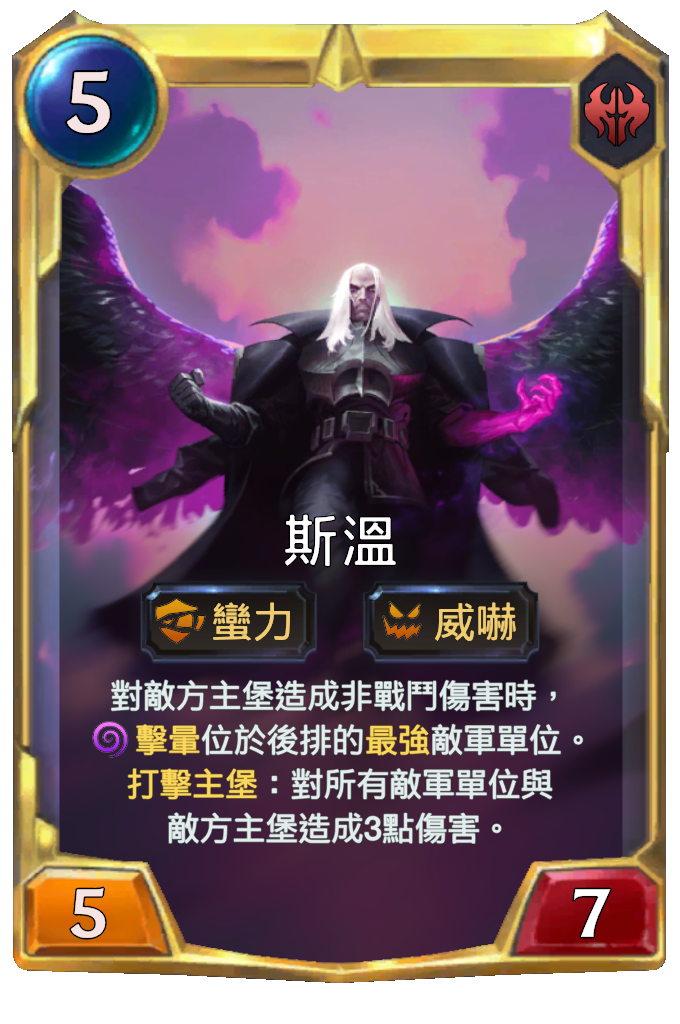 5
斯溫
蠻力 威嚇
對敵方主堡造成非戰鬥傷害時，
擊暈位於後排的最強敵軍單位。
打擊主堡：對所有敵軍單位與
敵方主堡造成3點傷害。
5 7